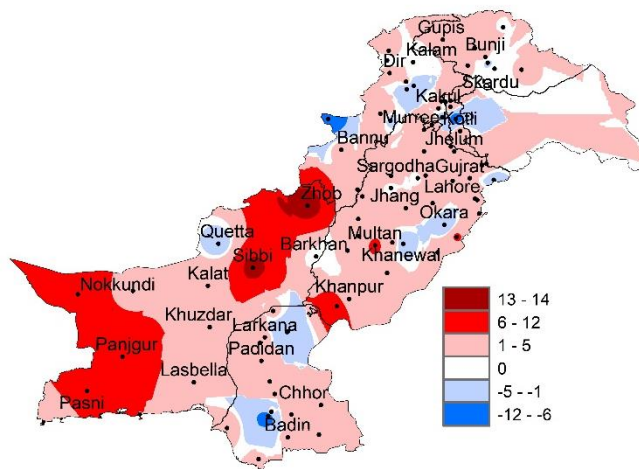 Gupis
Kalam
Bunji
Dir
Skardu
Kakul
Murree
Kotli
Bannu
Jhelum
Sargodha
Gujrat
Zhob
Jhang
Lahore
Okara
Quetta
Multan
Sibbi
Barkhan
Khanewal
Nokkundi
Kalat
Khanpur
Khuzdar
Larkana
Panjgur
Padidan
Lasbella
Pasni
Chhor
Badin
13 - 14
6 - 12
1 - 5
0
-5 - -1
-12 - -6